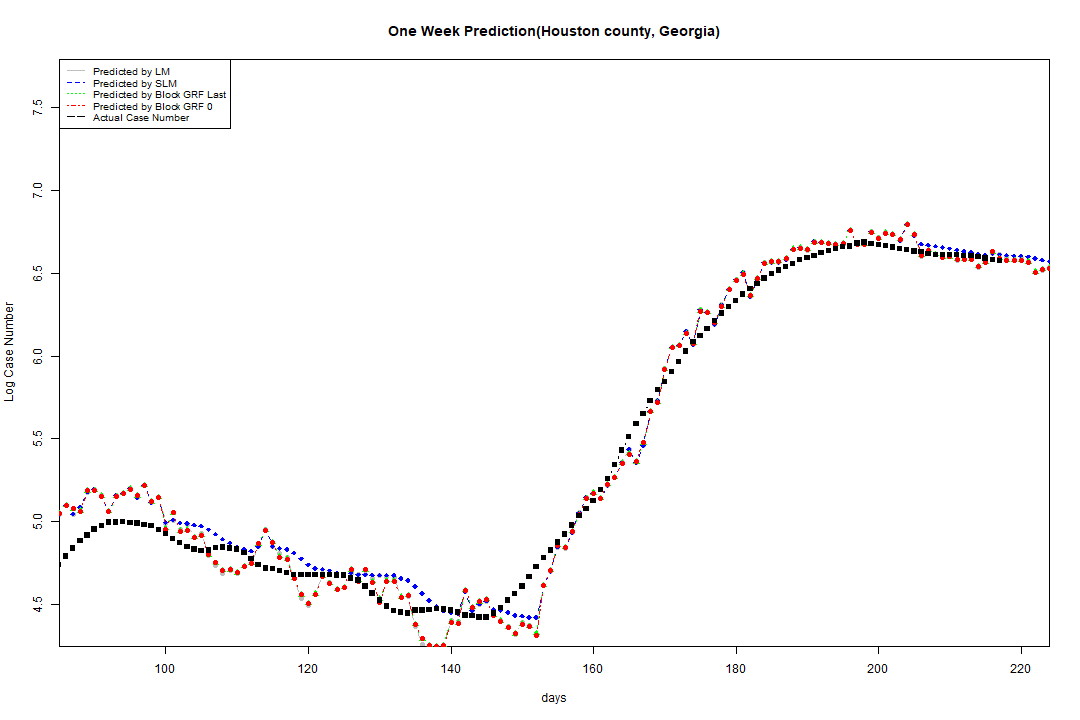 One Week Prediction(Houston county, Georgia)
Predicted by LM
Predicted by SLM
Predicted by Block GRF Last
Predicted by Block GRF 0
Actual Case Number
7.5
7.0
6.5
6.0
5.5
5.0
4.5
Log Case Number
100 120 140 160 180 200 220
days